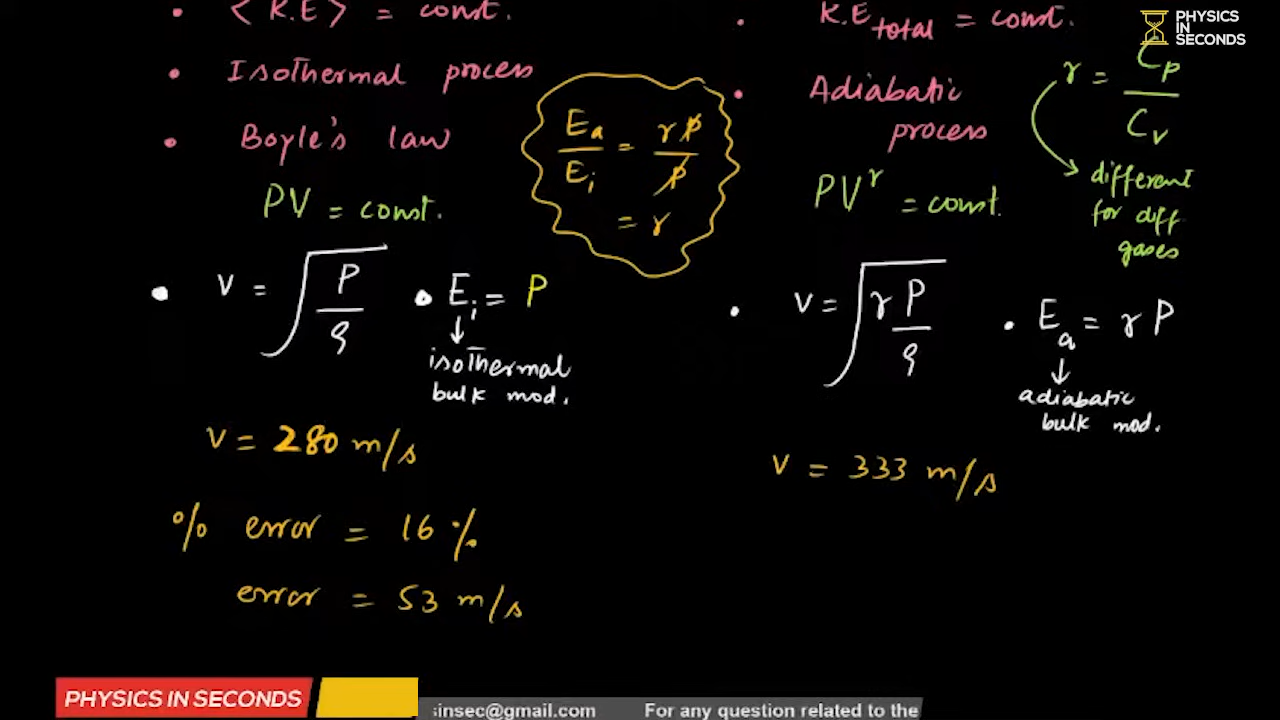 • < K.E > = const.
• Isothermal process
• Boyle's law
PV = const.
• v = √(P/ρ)
• Eᵢ = P
↓
isothermal
bulk mod.
v = 280 m/s
% error = 16 %
error = 53 m/s
Eₐ/Eᵢ = γP/P
= γ
• K.E total = const.
• Adiabatic
process
PV^γ = const.
• v = √(γP/ρ)
• Eₐ = γ P
↓
adiabatic
bulk mod.
v = 333 m/s
γ = Cp/Cv
different
for diff
gases
PHYSICS
IN
SECONDS
PHYSICS IN SECONDS
sinsec@gmail.com For any question related to the